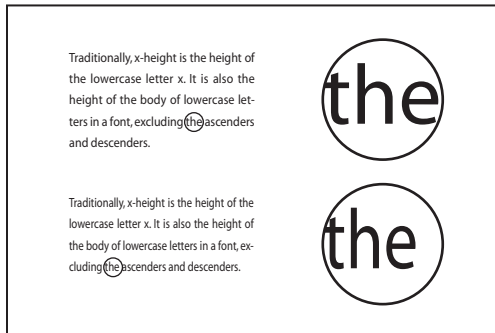 Traditionally, x-height is the height of
the lowercase letter x. It is also the
height of the body of lowercase let-
ters in a font, excluding the ascenders
and descenders.
the
Traditionally, x-height is the height of the
lowercase letter x. It is also the height of
the body of lowercase letters in a font, ex-
cluding the ascenders and descenders.
the